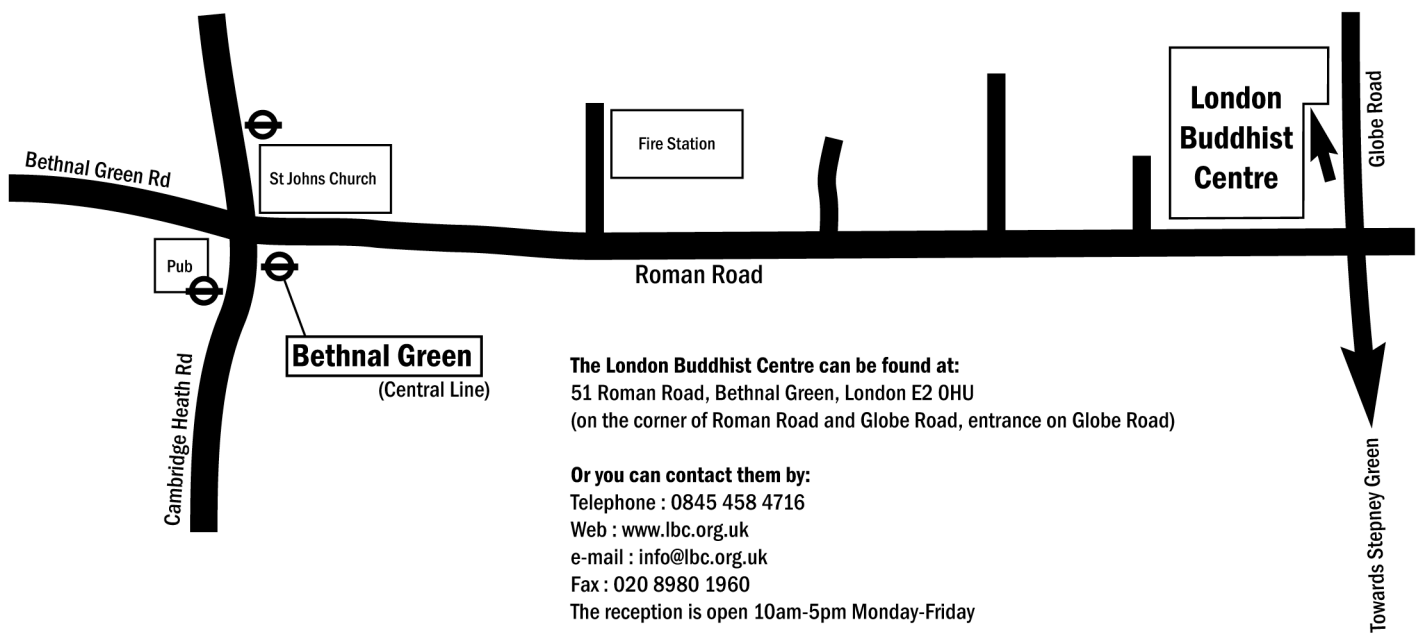 Bethnal Green Rd
St Johns Church
Pub
Bethnal Green
(Central Line)
Cambridge Heath Rd
Fire Station
Roman Road
London
Buddhist
Centre
Globe Road
Towards Stepney Green
The London Buddhist Centre can be found at:
51 Roman Road, Bethnal Green, London E2 0HU
(on the corner of Roman Road and Globe Road, entrance on Globe Road)
Or you can contact them by:
Telephone : 0845 458 4716
Web : www.lbc.org.uk
e-mail : info@lbc.org.uk
Fax : 020 8980 1960
The reception is open 10am-5pm Monday-Friday